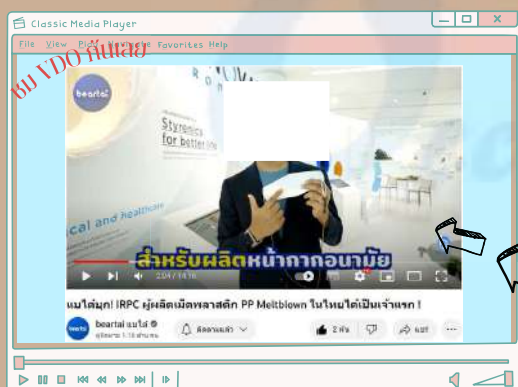 Classic Media Player
File View Play Navigate Favorites Help
ชม VDO กันเลย
beartai
Styrenics
for better life
cal and healthcare
สำหรับผลิตหน้ากากอนามัย
2:04 / 14:16
แบไต๋มุก! IRPC ผู้ผลิตเม็ดพลาสติก PP Meltblown ในไทยได้เป็นเจ้าแรก !
beartai แบไต๋
ติดตามแล้ว
2 พัน
แชร์